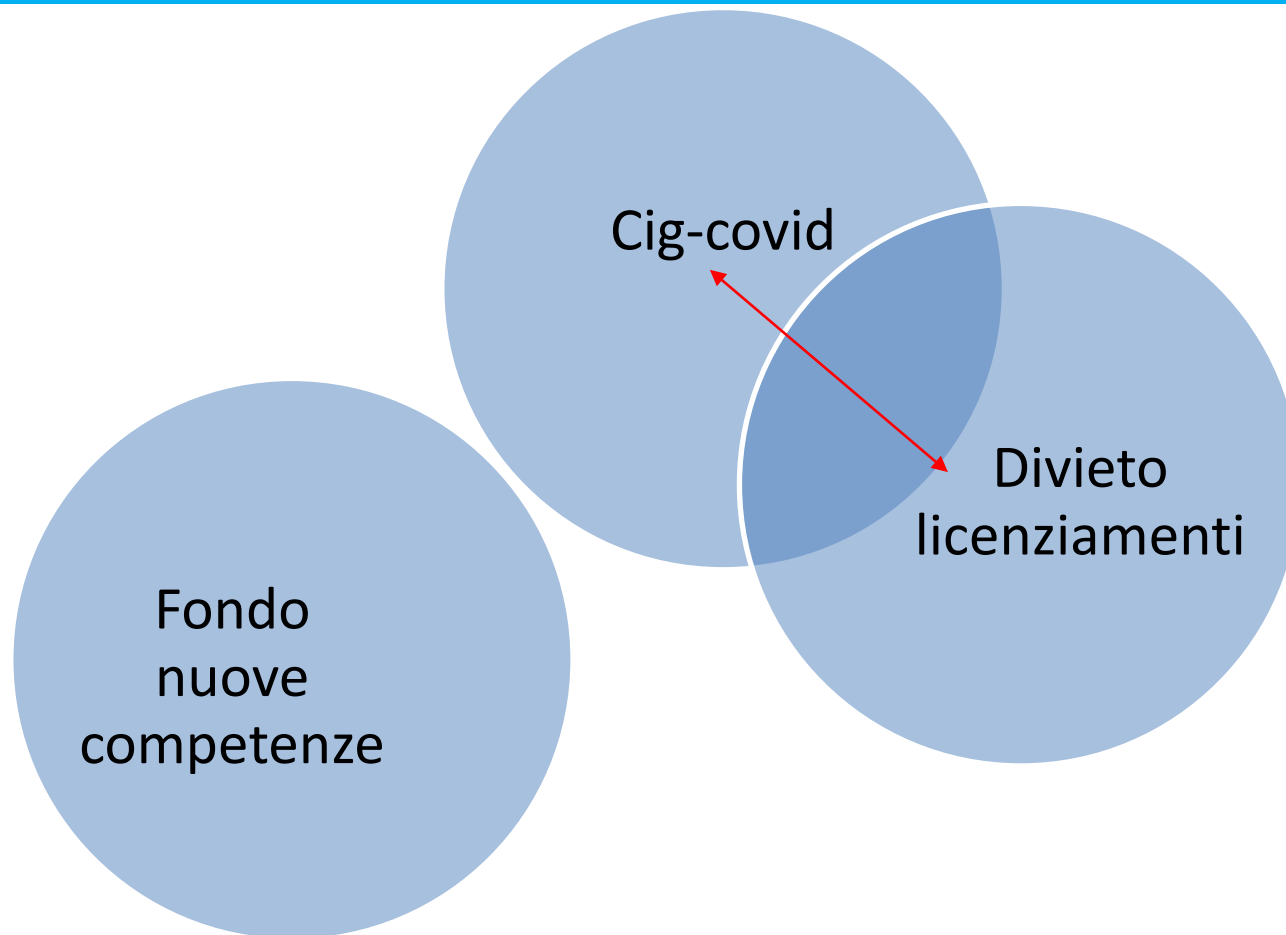 Cig-covid
Divieto
licenziamenti
Fondo
nuove
competenze